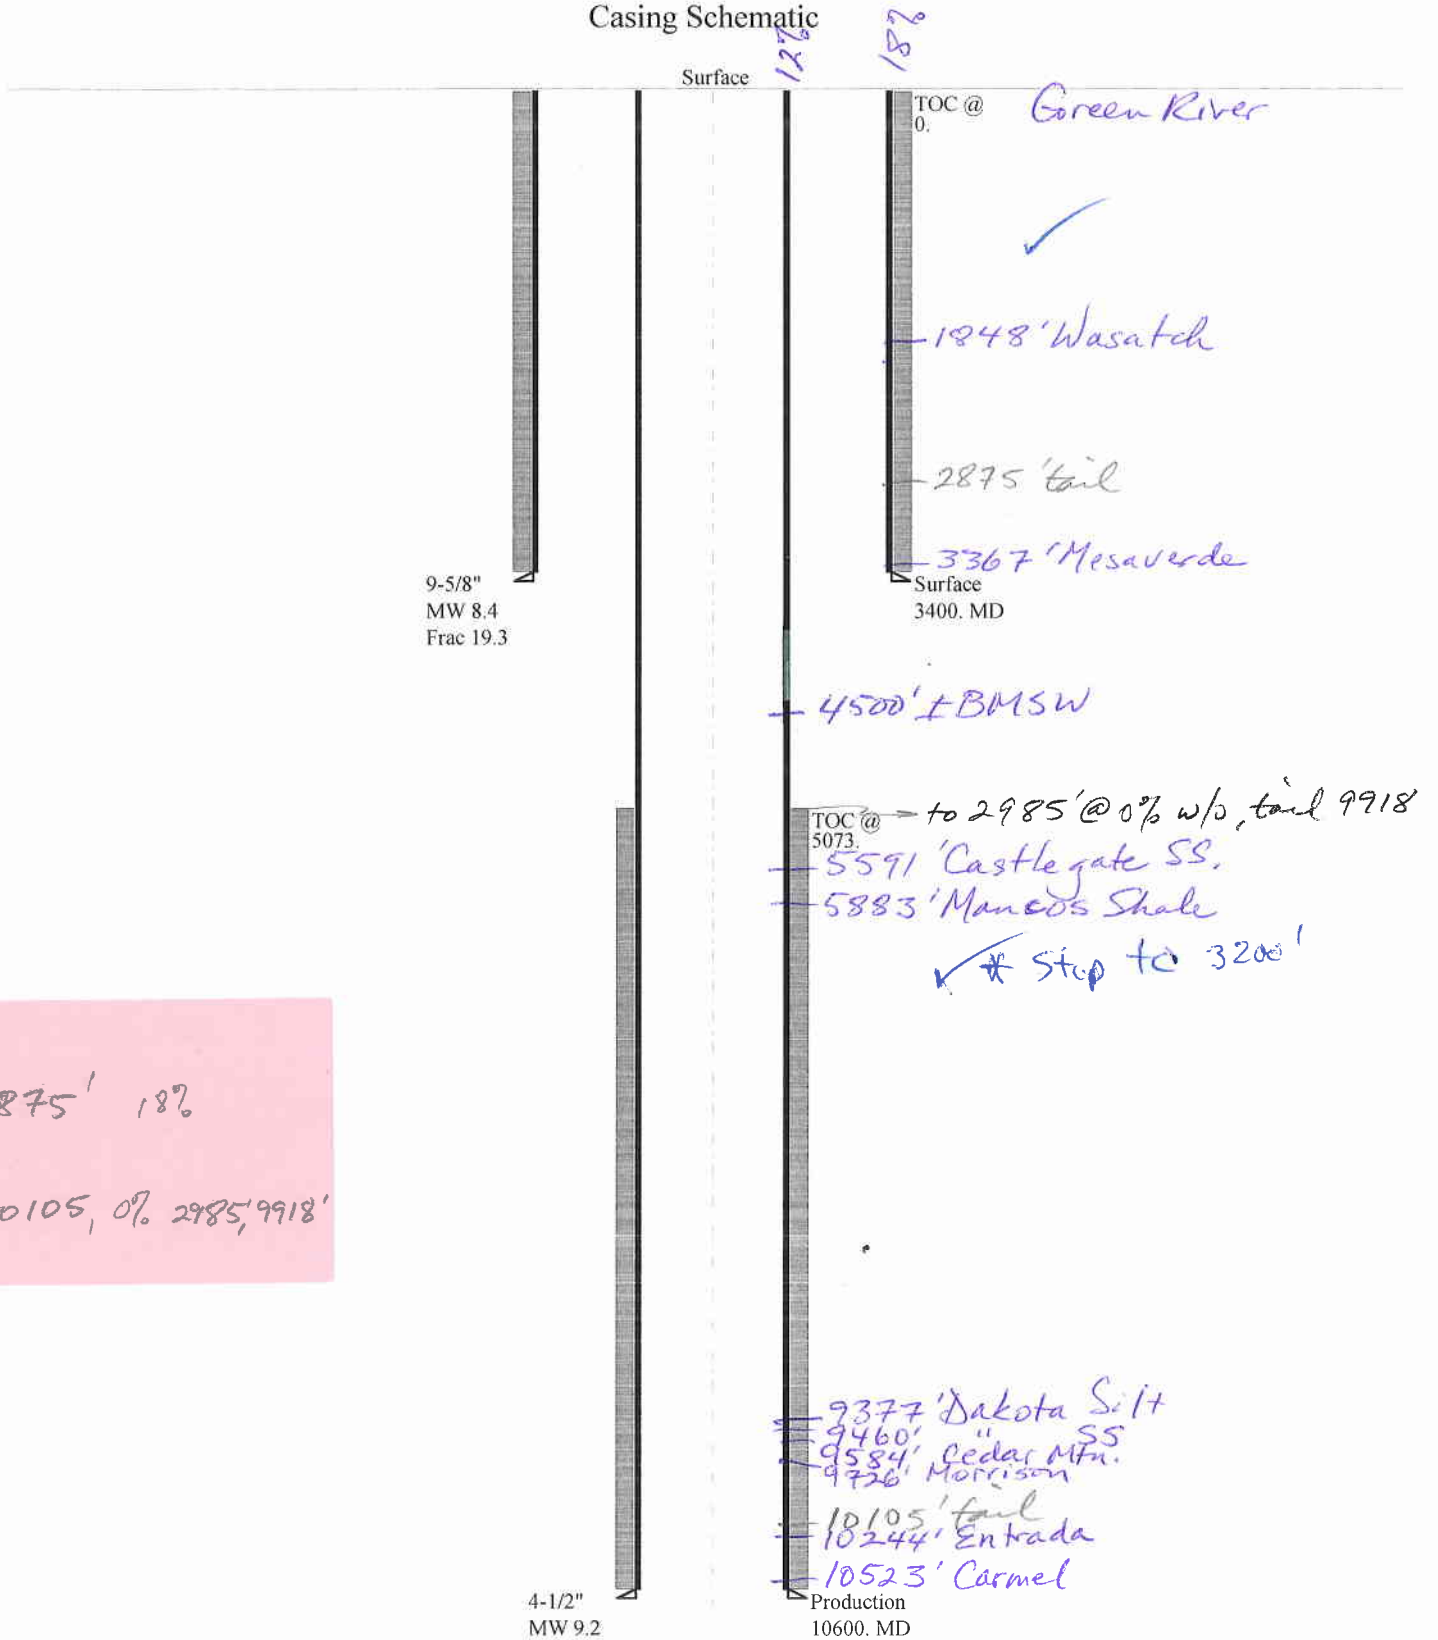 Casing Schematic
12%
18%
Surface
TOC @
0.
Green River
1848' Wasatch
2875' tail
3367' Mesaverde
9-5/8"
MW 8.4
Frac 19.3
Surface
3400. MD
4500' ± BMSW
TOC @
5073.
to 2985' @ 0% w/o, tail 9918
5591' Castlegate SS.
5883' Mancos Shale
* Stop to 3200'
875' 18%
0105, 0% 2985', 9918'
9377' Dakota Silt
9460' " SS
9584' Cedar Mtn.
9726' Morrison
10105' tail
10244' Entrada
10523' Carmel
4-1/2"
MW 9.2
Production
10600. MD